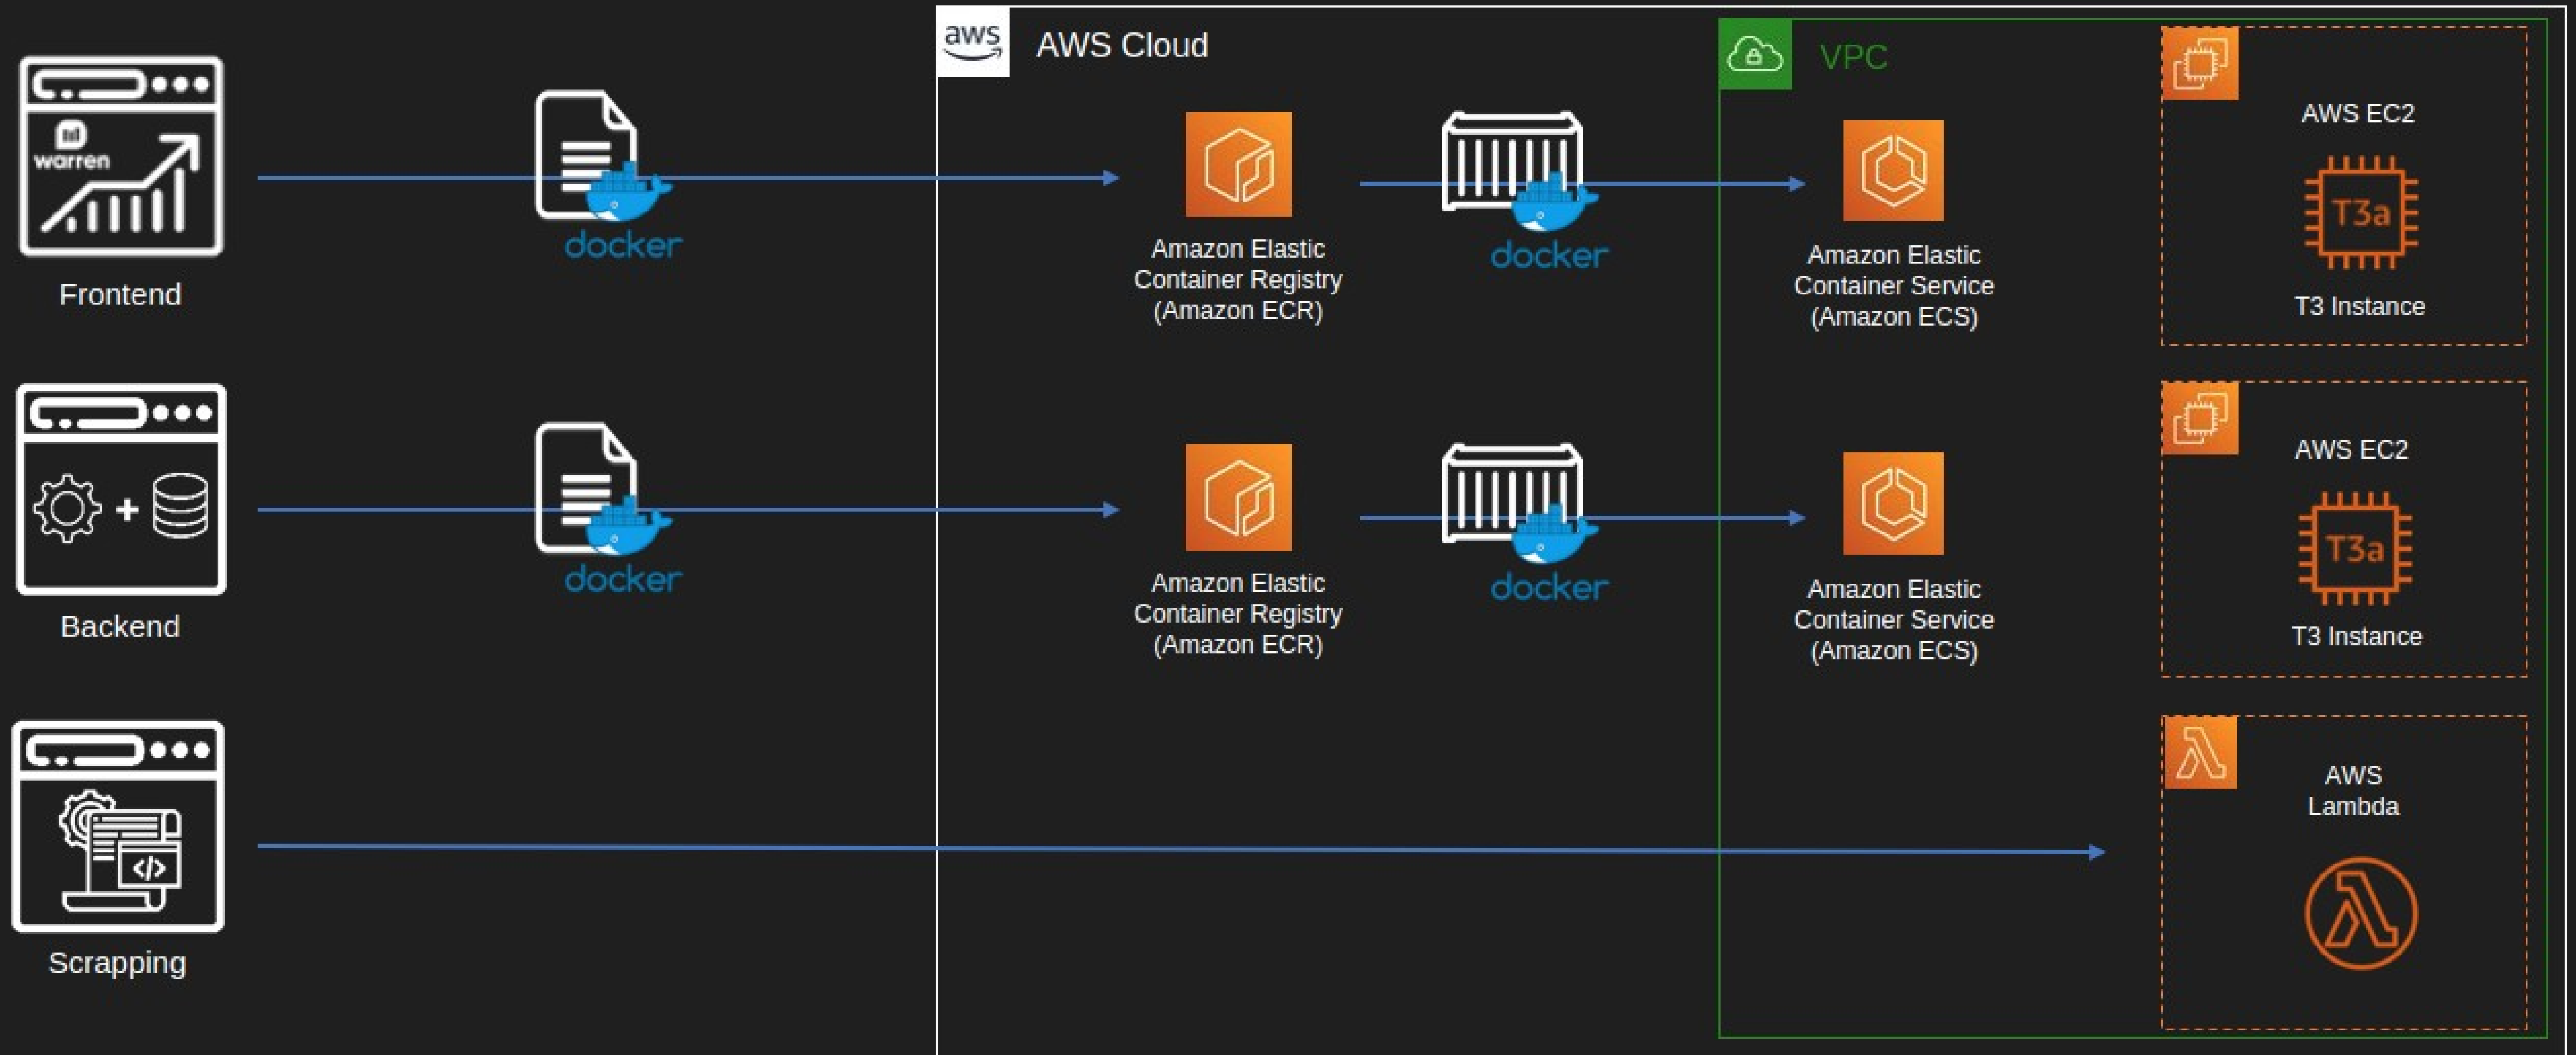 aws
AWS Cloud
VPC
warren
Frontend
docker
Amazon Elastic
Container Registry
(Amazon ECR)
docker
Amazon Elastic
Container Service
(Amazon ECS)
AWS EC2
T3a
T3 Instance
+
Backend
docker
Amazon Elastic
Container Registry
(Amazon ECR)
docker
Amazon Elastic
Container Service
(Amazon ECS)
AWS EC2
T3a
T3 Instance
</>
Scrapping
AWS
Lambda